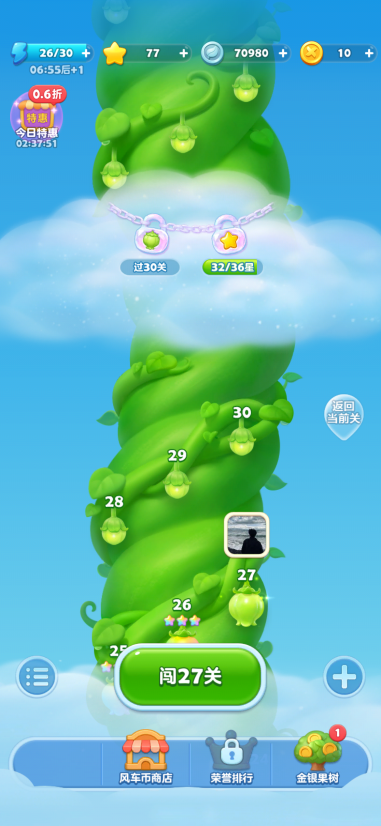 26/30
77
70980
10
06:55后+1
0.6折
特惠
今日特惠
02:37:51
过30关
32/36星
返回
当前关
30
29
28
27
26
25
闯27关
1
风车币商店
荣誉排行
金银果树